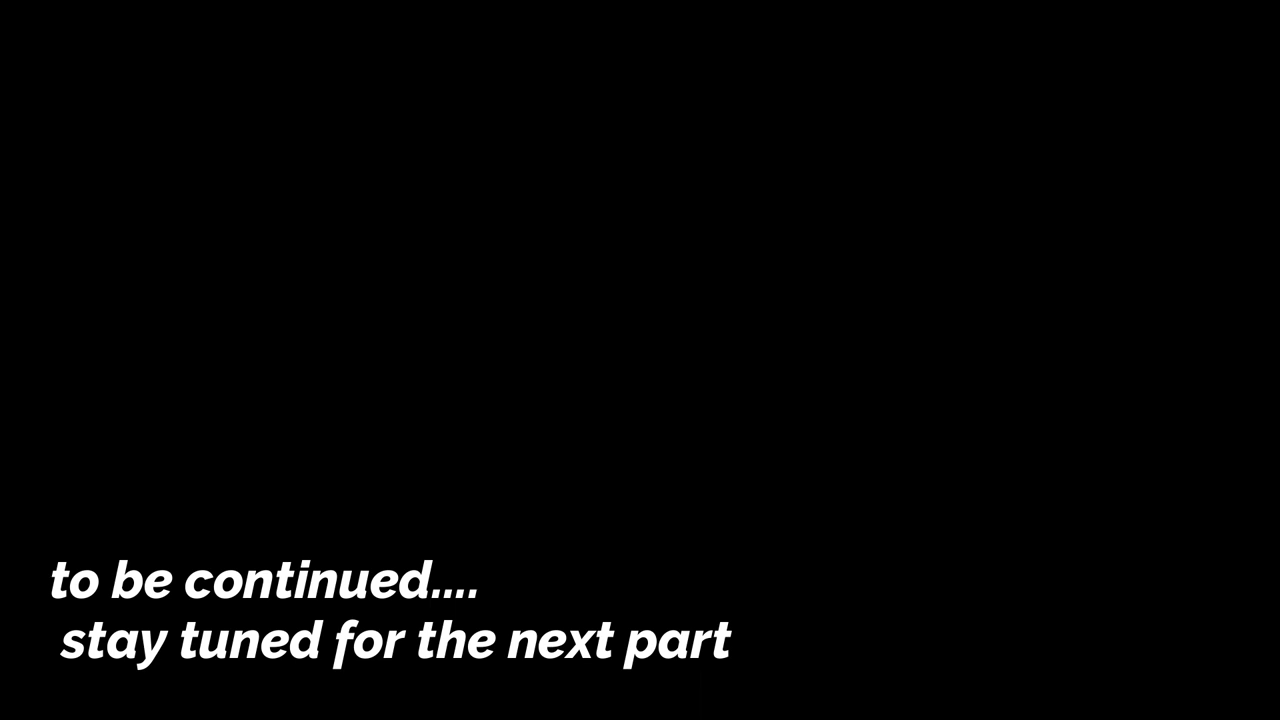 to be continued....
stay tuned for the next part